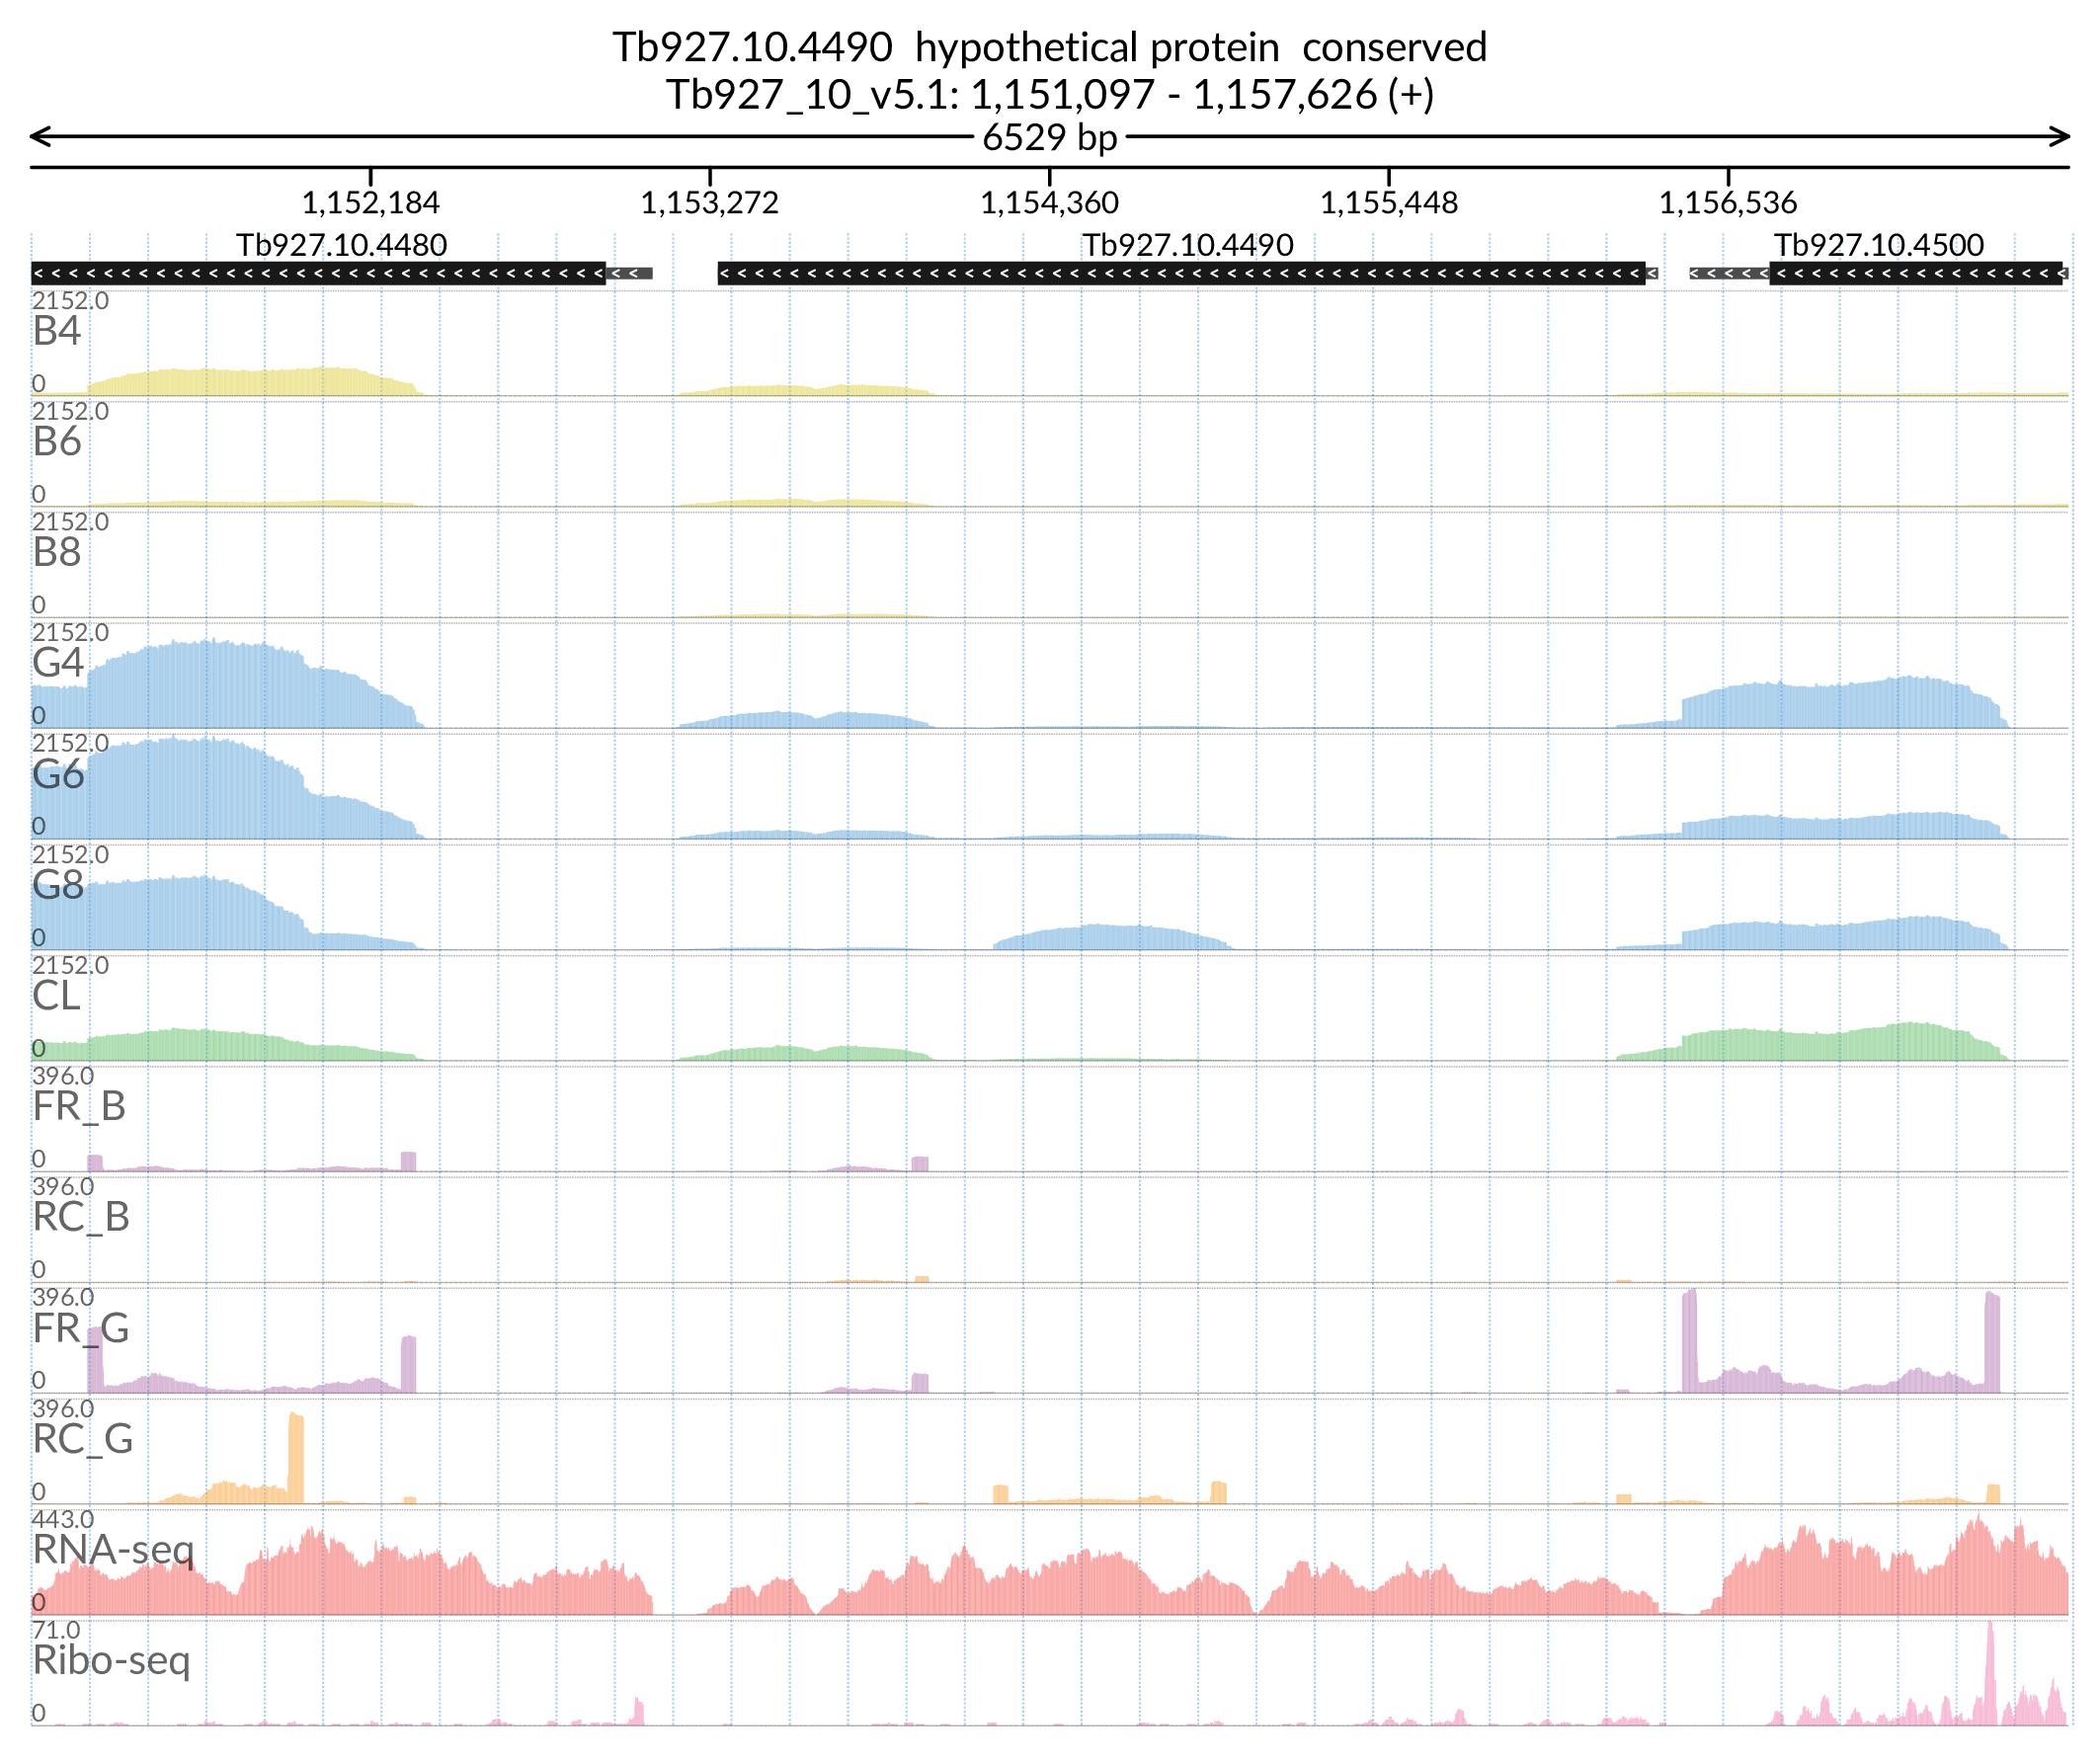 Tb927.10.4490  hypothetical protein  conserved
Tb927_10_v5.1: 1,151,097 - 1,157,626 (+)
6529 bp
1,152,184 1,153,272 1,154,360 1,155,448 1,156,536
Tb927.10.4480 Tb927.10.4490 Tb927.10.4500
2152.0
B4
0
2152.0
B6
0
2152.0
B8
0
2152.0
G4
0
2152.0
G6
0
2152.0
G8
0
2152.0
CL
0
396.0
FR_B
0
396.0
RC_B
0
396.0
FR_G
0
396.0
RC_G
0
443.0
RNA-seq
0
71.0
Ribo-seq
0